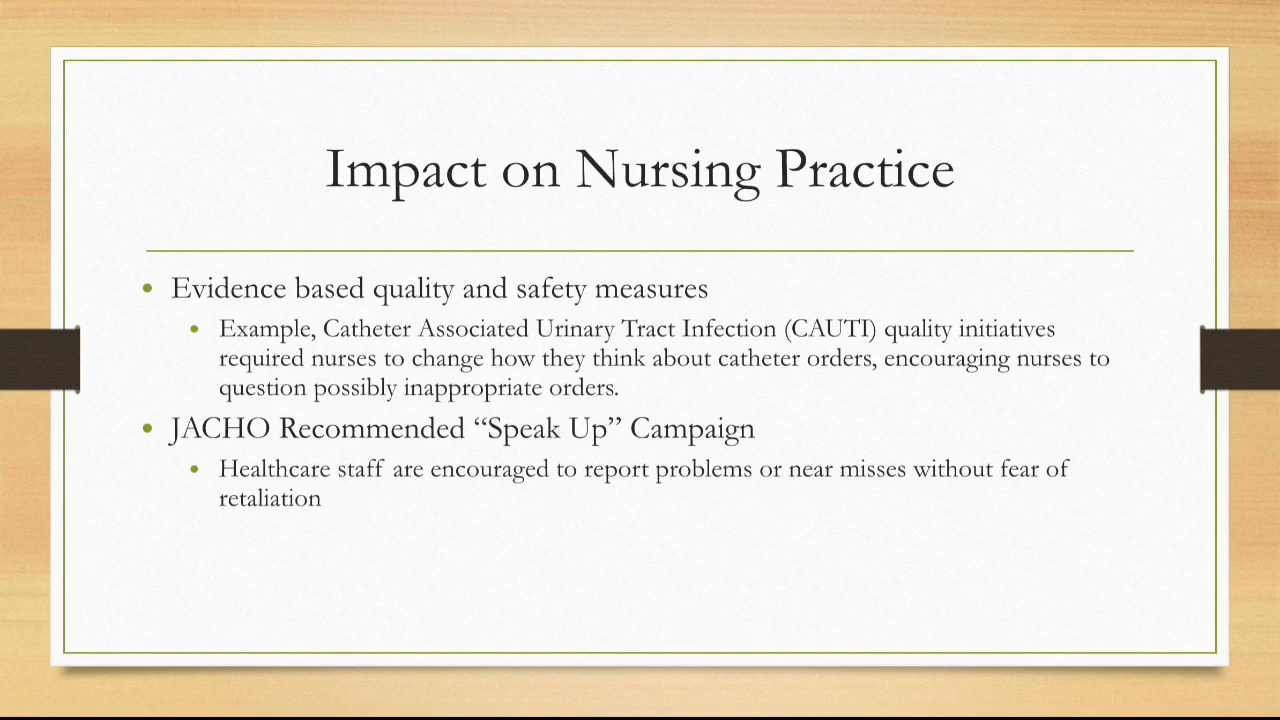 Impact on Nursing Practice
• Evidence based quality and safety measures
• Example, Catheter Associated Urinary Tract Infection (CAUTI) quality initiatives
required nurses to change how they think about catheter orders, encouraging nurses to
question possibly inappropriate orders.
• JACHO Recommended “Speak Up” Campaign
• Healthcare staff are encouraged to report problems or near misses without fear of
retaliation